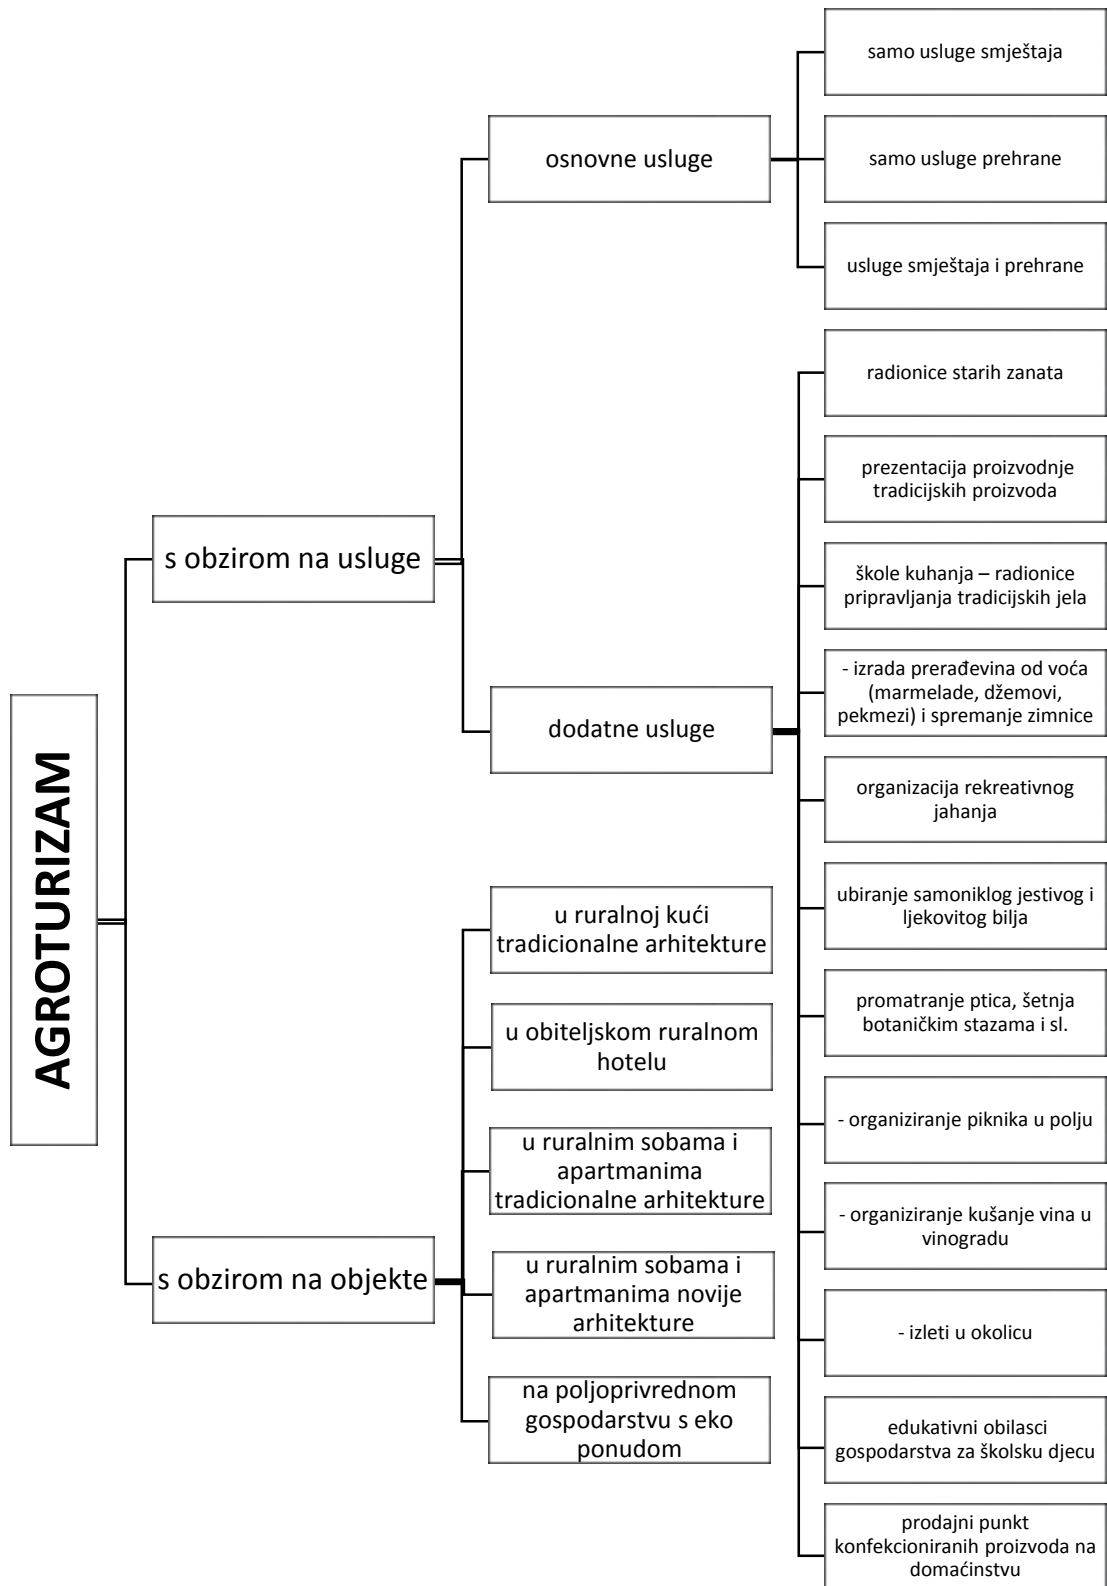 AGROTURIZAM
s obzirom na usluge
osnovne usluge
samo usluge smještaja
samo usluge prehrane
usluge smještaja i prehrane
dodatne usluge
radionice starih zanata
prezentacija proizvodnje
tradicijskih proizvoda
škole kuhanja – radionice
pripravljanja tradicijskih jela
- izrada prerađevina od voća
(marmelade, džemovi,
pekmezi) i spremanje zimnice
organizacija rekreativnog
jahanja
ubiranje samoniklog jestivog i
ljekovitog bilja
promatranje ptica, šetnja
botaničkim stazama i sl.
- organiziranje piknika u polju
- organiziranje kušanje vina u
vinogradu
- izleti u okolicu
edukativni obilasci
gospodarstva za školsku djecu
prodajni punkt
konfekcioniranih proizvoda na
domaćinstvu
s obzirom na objekte
u ruralnoj kući
tradicionalne arhitekture
u obiteljskom ruralnom
hotelu
u ruralnim sobama i
apartmanima
tradicionalne arhitekture
u ruralnim sobama i
apartmanima novije
arhitekture
na poljoprivrednom
gospodarstvu s eko
ponudom